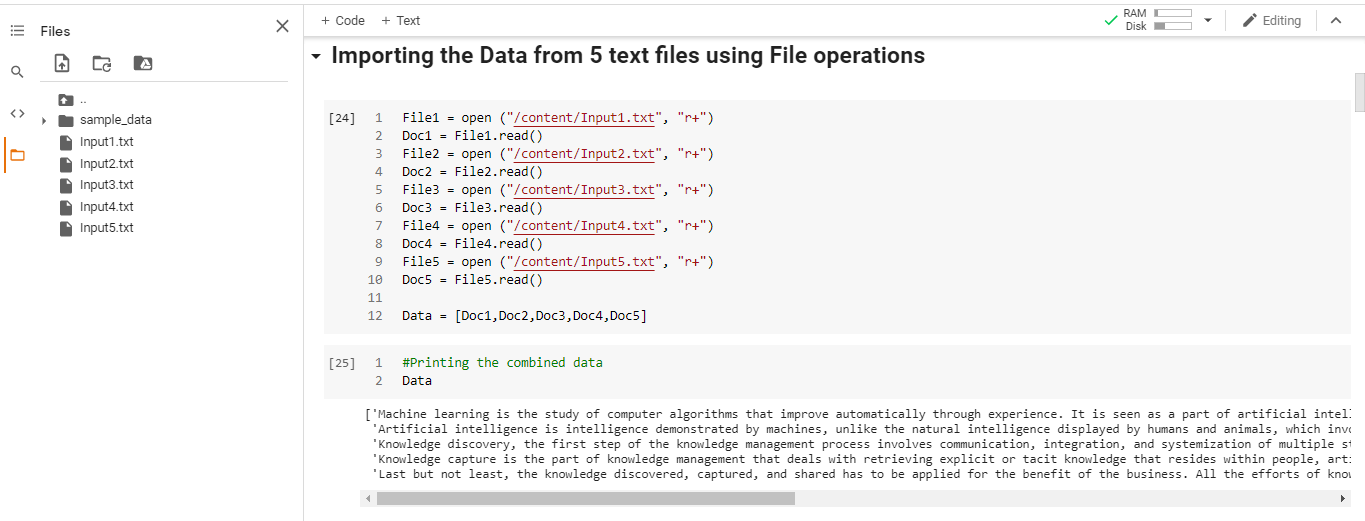 Files
..
sample_data
Input1.txt
Input2.txt
Input3.txt
Input4.txt
Input5.txt
+ Code + Text
RAM
Disk
Editing
Importing the Data from 5 text files using File operations
[24]
1 File1 = open ("/content/Input1.txt", "r+")
2 Doc1 = File1.read()
3 File2 = open ("/content/Input2.txt", "r+")
4 Doc2 = File2.read()
5 File3 = open ("/content/Input3.txt", "r+")
6 Doc3 = File3.read()
7 File4 = open ("/content/Input4.txt", "r+")
8 Doc4 = File4.read()
9 File5 = open ("/content/Input5.txt", "r+")
10 Doc5 = File5.read()
11
12 Data = [Doc1,Doc2,Doc3,Doc4,Doc5]
[25]
1 #Printing the combined data
2 Data
['Machine learning is the study of computer algorithms that improve automatically through experience. It is seen as a part of artificial
'Artificial intelligence is intelligence demonstrated by machines, unlike the natural intelligence displayed by humans and animals, which
'Knowledge discovery, the first step of the knowledge management process involves communication, integration, and systemization of multiple
'Knowledge capture is the part of knowledge management that deals with retrieving explicit or tacit knowledge that resides within people,
'Last but not least, the knowledge discovered, captured, and shared has to be applied for the benefit of the business. All the efforts of